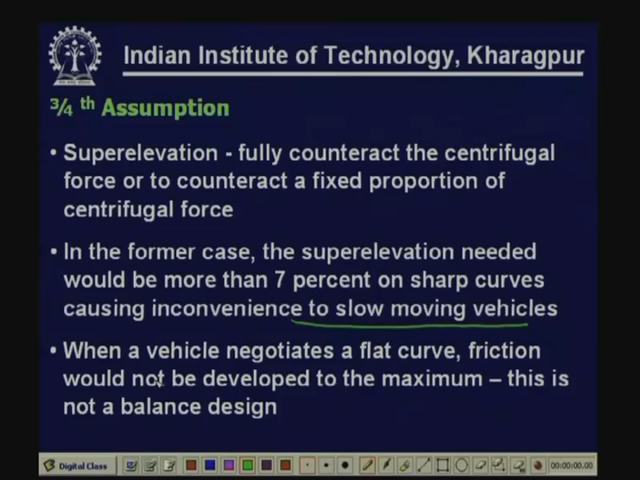 Indian Institute of Technology, Kharagpur
¾ th Assumption
• Superelevation - fully counteract the centrifugal
force or to counteract a fixed proportion of
centrifugal force
• In the former case, the superelevation needed
would be more than 7 percent on sharp curves
causing inconvenience to slow moving vehicles
• When a vehicle negotiates a flat curve, friction
would not be developed to the maximum – this is
not a balance design
Digital Class
00:00:00.00